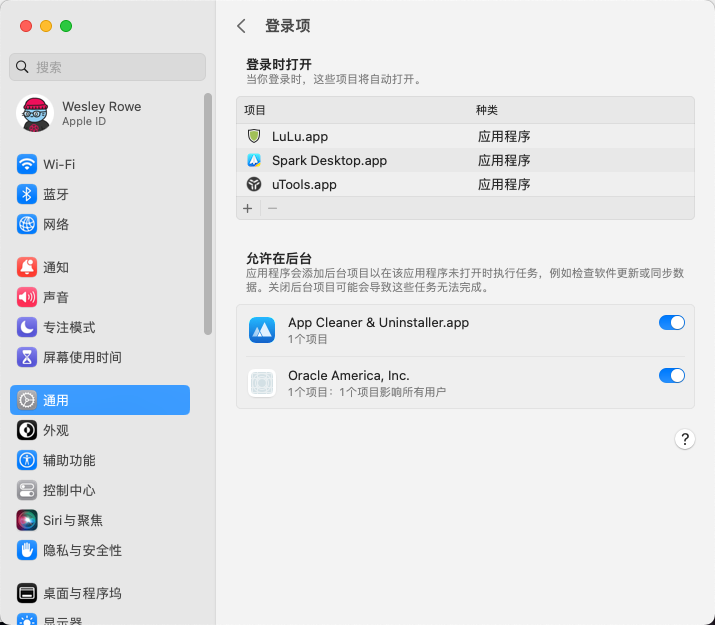 登录项
搜索
Wesley Rowe
Apple ID
Wi-Fi
蓝牙
网络
通知
声音
专注模式
屏幕使用时间
通用
外观
辅助功能
控制中心
Siri与聚焦
隐私与安全性
桌面与程序坞
显示器
登录时打开
当你登录时，这些项目将自动打开。
项目 种类
LuLu.app 应用程序
Spark Desktop.app 应用程序
uTools.app 应用程序
+ −
允许在后台
应用程序会添加后台项目以在该应用程序未打开时执行任务，例如检查软件更新或同步数
据。关闭后台项目可能会导致这些任务无法完成。
App Cleaner & Uninstaller.app
1个项目
Oracle America, Inc.
1个项目：1个项目影响所有用户
?